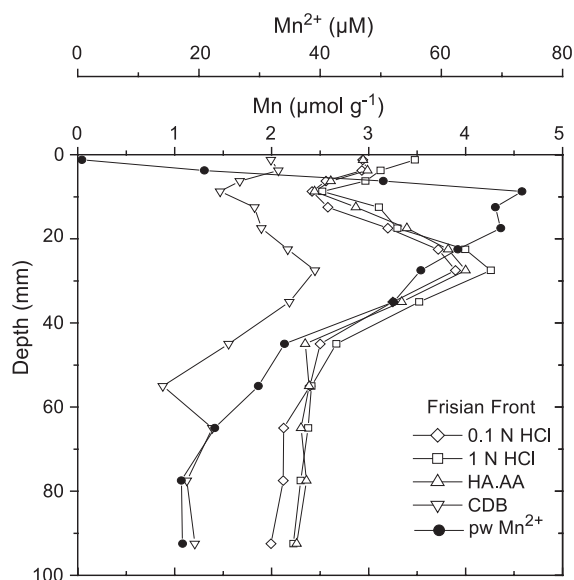 Mn²⁺ (μM)
0 20 40 60 80
Mn (μmol g⁻¹)
0 1 2 3 4 5
0
20
40
60
80
100
Depth (mm)
Frisian Front
0.1 N HCl
1 N HCl
HA.AA
CDB
pw Mn²⁺